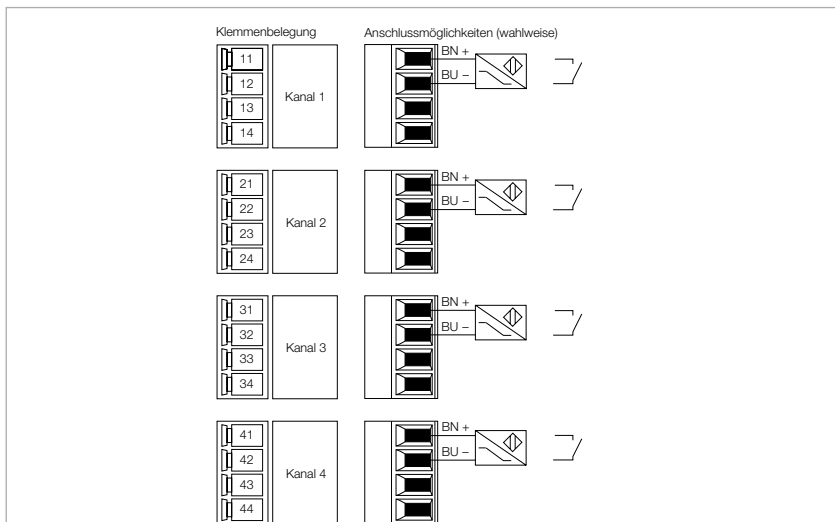 Klemmenbelegung
Anschlussmöglichkeiten (wahlweise)
11
12
13
14
Kanal 1
BN +
BU –
21
22
23
24
Kanal 2
BN +
BU –
31
32
33
34
Kanal 3
BN +
BU –
41
42
43
44
Kanal 4
BN +
BU –